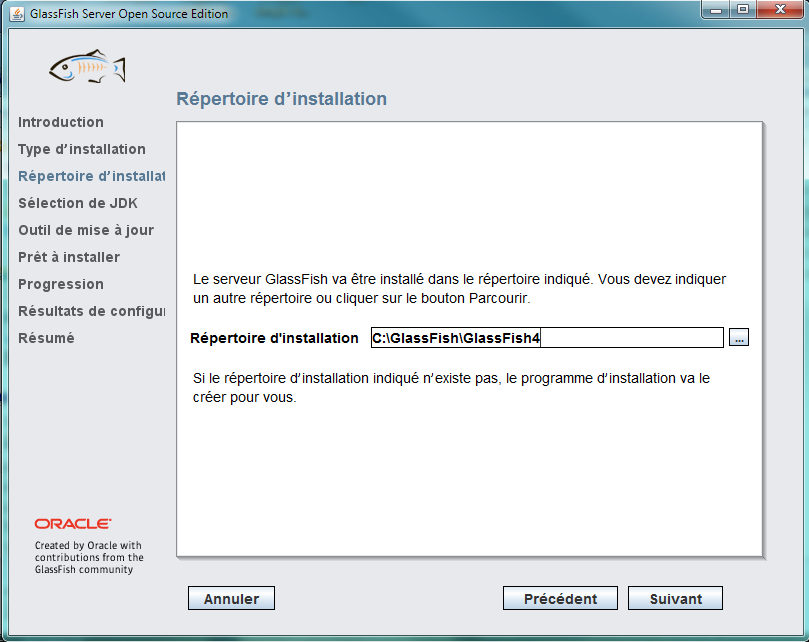 GlassFish Server Open Source Edition
Répertoire d’installation
Introduction
Type d’installation
Répertoire d’installat
Sélection de JDK
Outil de mise à jour
Prêt à installer
Progression
Résultats de configu
Résumé
Le serveur GlassFish va être installé dans le répertoire indiqué. Vous devez indiquer
un autre répertoire ou cliquer sur le bouton Parcourir.
Répertoire d'installation C:\GlassFish\GlassFish4 ...
Si le répertoire d’installation indiqué n’existe pas, le programme d’installation va le
créer pour vous.
ORACLE
Created by Oracle with
contributions from the
GlassFish community
Annuler Précédent Suivant